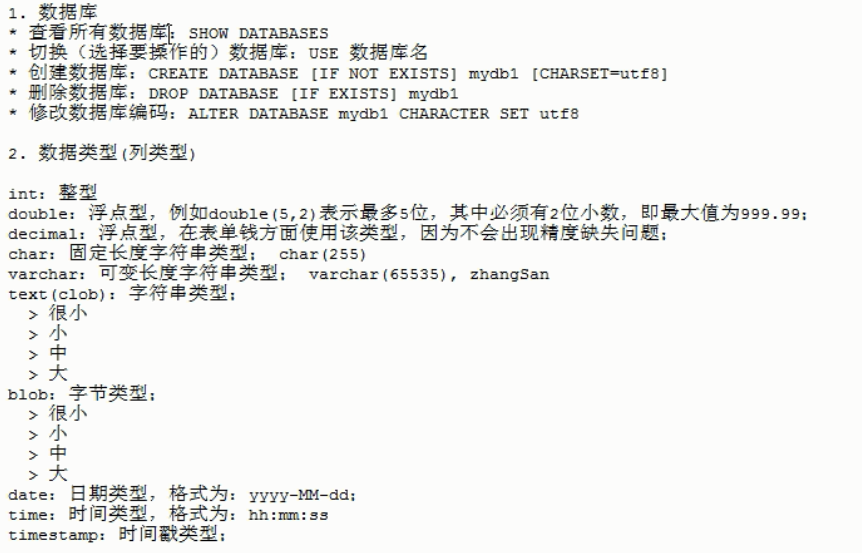 1. 数据库
* 查看所有数据库：SHOW DATABASES
* 切换（选择要操作的）数据库：USE 数据库名
* 创建数据库：CREATE DATABASE [IF NOT EXISTS] mydb1 [CHARSET=utf8]
* 删除数据库：DROP DATABASE [IF EXISTS] mydb1
* 修改数据库编码：ALTER DATABASE mydb1 CHARACTER SET utf8
2. 数据类型(列类型)
int：整型
double：浮点型，例如double(5,2)表示最多5位，其中必须有2位小数，即最大值为999.99；
decimal：浮点型，在表单钱方面使用该类型，因为不会出现精度缺失问题；
char：固定长度字符串类型； char(255)
varchar：可变长度字符串类型； varchar(65535), zhangSan
text(clob)：字符串类型；
> 很小
> 小
> 中
> 大
blob：字节类型；
> 很小
> 小
> 中
> 大
date：日期类型，格式为：yyyy-MM-dd；
time：时间类型，格式为：hh:mm:ss
timestamp：时间戳类型；